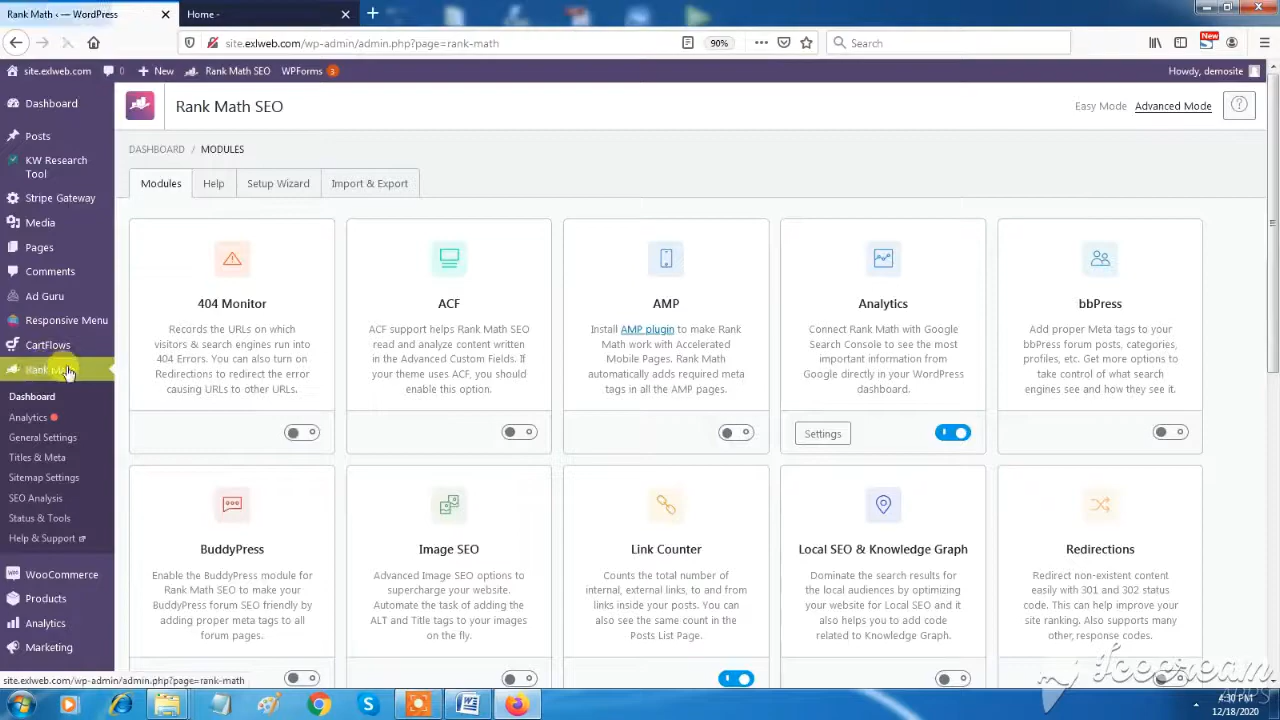 Rank Math ‹ — WordPress
Home -
site.exlweb.com/wp-admin/admin.php?page=rank-math
90%
Search
New
site.exlweb.com
0
New
Rank Math SEO
WPForms
3
Howdy, demosite
Dashboard
Posts
KW Research
Tool
Stripe Gateway
Media
Pages
Comments
Ad Guru
Responsive Menu
CartFlows
Rank Math
Dashboard
Analytics
General Settings
Titles & Meta
Sitemap Settings
SEO Analysis
Status & Tools
Help & Support
WooCommerce
Products
Analytics
Marketing
Rank Math SEO
Easy Mode
Advanced Mode
DASHBOARD / MODULES
Modules
Help
Setup Wizard
Import & Export
404 Monitor
Records the URLs on which
visitors & search engines run into
404 Errors. You can also turn on
Redirections to redirect the error
causing URLs to other URLs.
ACF
ACF support helps Rank Math SEO
read and analyze content written
in the Advanced Custom Fields. If
your theme uses ACF, you should
enable this option.
AMP
Install AMP plugin to make Rank
Math work with Accelerated
Mobile Pages. Rank Math
automatically adds required meta
tags in all the AMP pages.
Analytics
Connect Rank Math with Google
Search Console to see the most
important information from
Google directly in your WordPress
dashboard.
Settings
bbPress
Add proper Meta tags to your
bbPress forum posts, categories,
profiles, etc. Get more options to
take control of what search
engines see and how they see it.
BuddyPress
Enable the BuddyPress module for
Rank Math SEO to make your
BuddyPress forum SEO friendly by
adding proper meta tags to all
forum pages.
Image SEO
Advanced Image SEO options to
supercharge your website.
Automate the task of adding the
ALT and Title tags to your images
on the fly.
Link Counter
Counts the total number of
internal, external links, to and from
links inside your posts. You can
also see the same count in the
Posts List Page.
Local SEO & Knowledge Graph
Dominate the search results for
the local audiences by optimizing
your website for Local SEO and it
also helps you to add code
related to Knowledge Graph.
Redirections
Redirect non-existent content
easily with 301 and 302 status
code. This can help improve your
site ranking. Also supports many
other response codes.
site.exlweb.com/wp-admin/admin.php?page=rank-math
Icecream
APPS
4:30 PM
12/18/2020